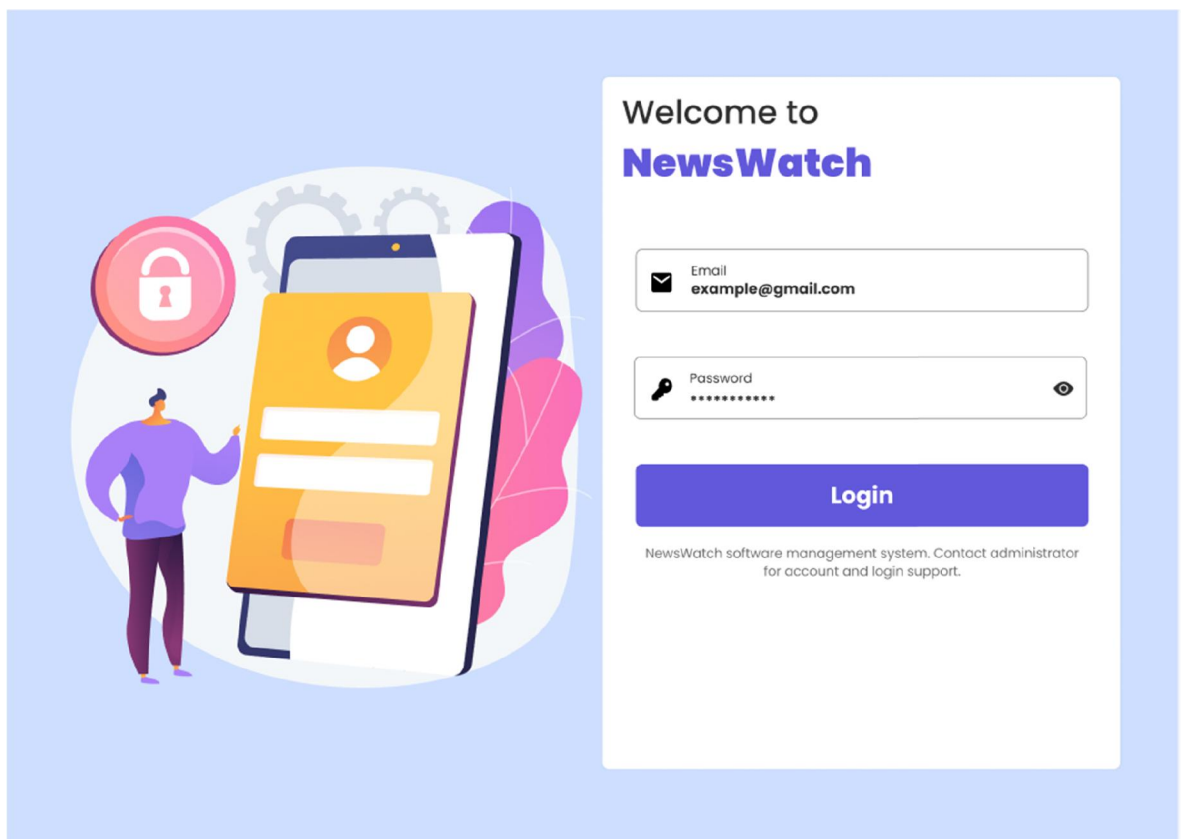 Welcome to
NewsWatch
Email
example@gmail.com
Password
***********
Login
NewsWatch software management system. Contact administrator
for account and login support.